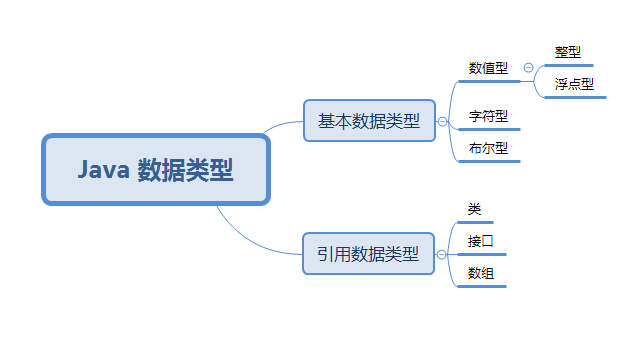 Java 数据类型
基本数据类型
数值型
整型
浮点型
字符型
布尔型
引用数据类型
类
接口
数组